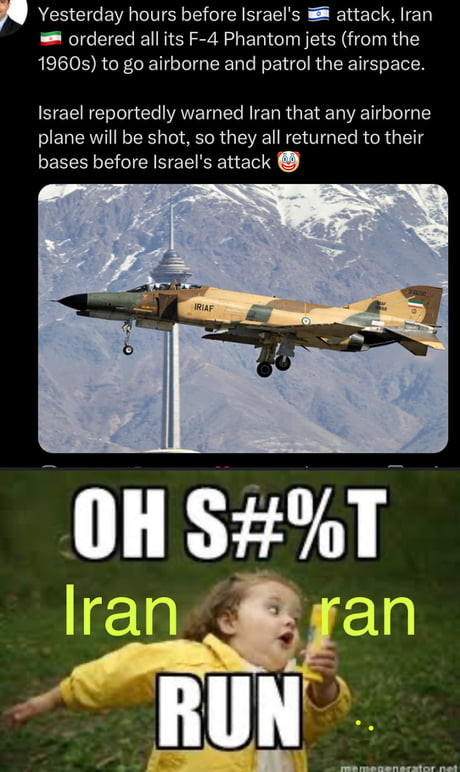 Yesterday hours before Israel's 🇮🇱 attack, Iran
🇮🇷 ordered all its F-4 Phantom jets (from the
1960s) to go airborne and patrol the airspace.
Israel reportedly warned Iran that any airborne
plane will be shot, so they all returned to their
bases before Israel's attack 🤡
IRIAF
OH S#%T
Iran ran
RUN
memegenerator.net